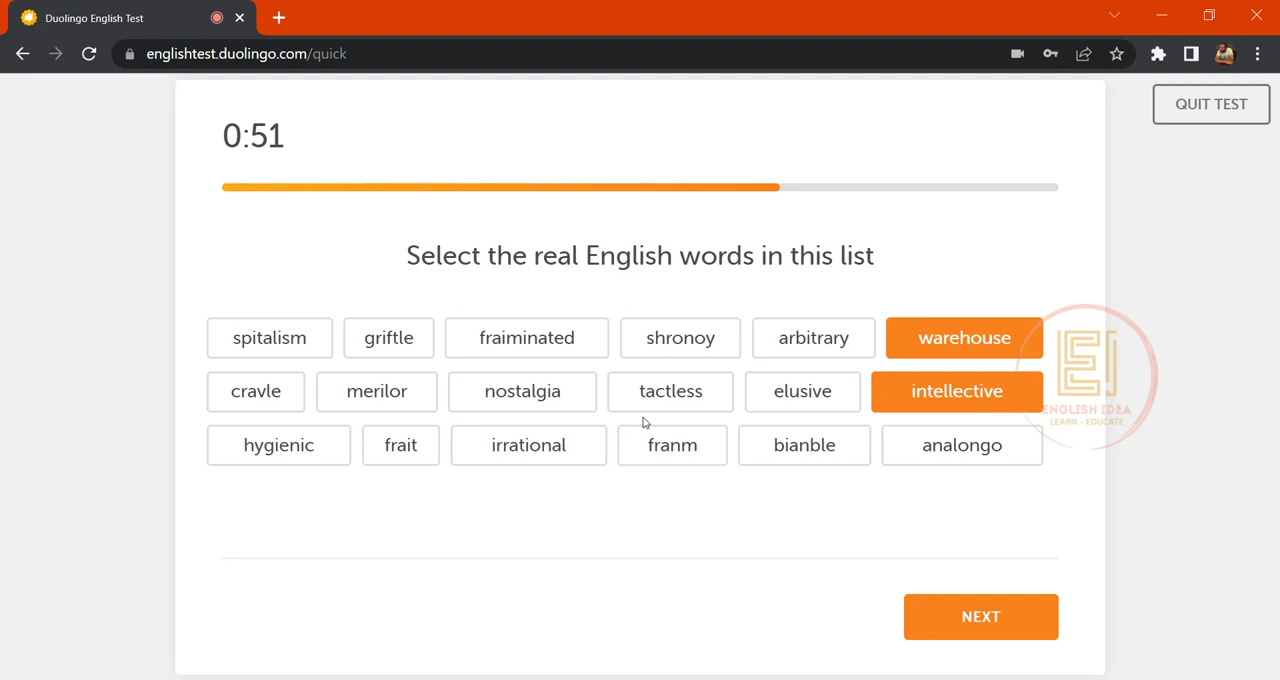 Duolingo English Test
englishtest.duolingo.com/quick
QUIT TEST
0:51
Select the real English words in this list
spitalism griftle fraiminated shronoy arbitrary warehouse
cravle merilor nostalgia tactless elusive intellective
hygienic frait irrational franm bianble analongo
EI
ENGLISH IDEA
LEARN - EDUCATE
NEXT